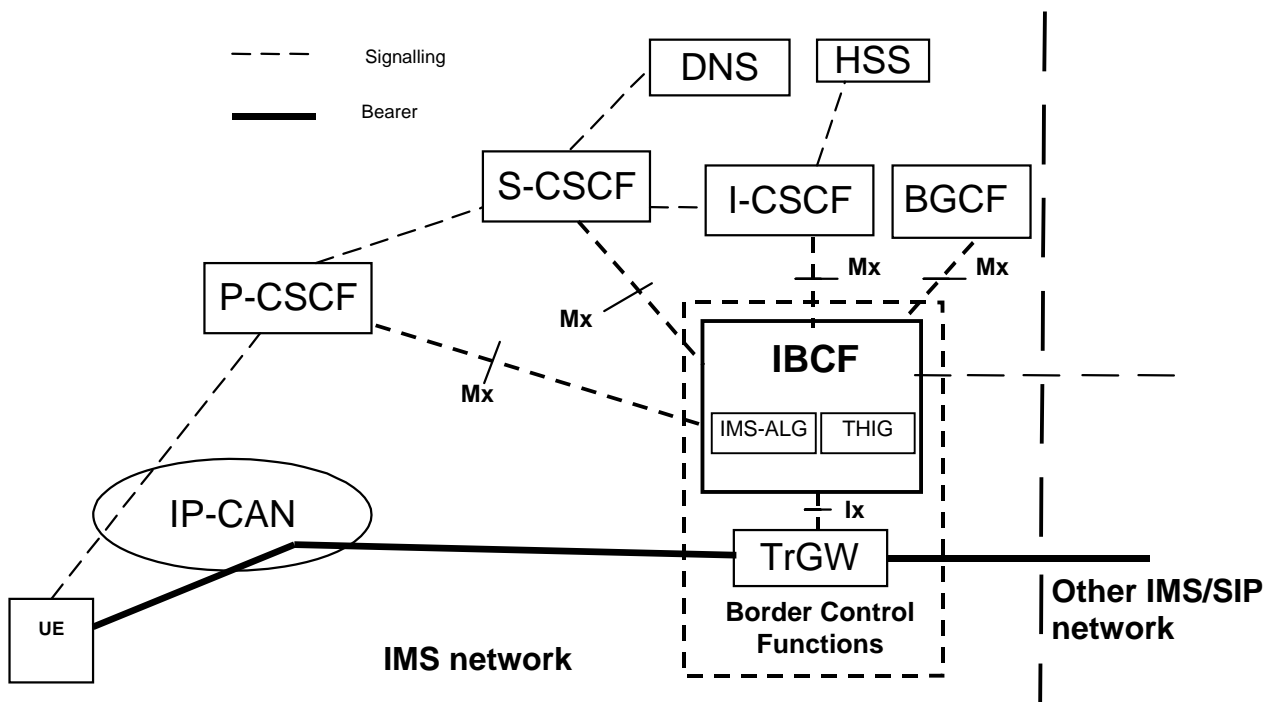 Signalling
Bearer
DNS
HSS
S-CSCF
I-CSCF
BGCF
P-CSCF
Mx
Mx
Mx
Mx
IBCF
IMS-ALG
THIG
IP-CAN
Ix
TrGW
UE
Border Control
Functions
Other IMS/SIP
network
IMS network